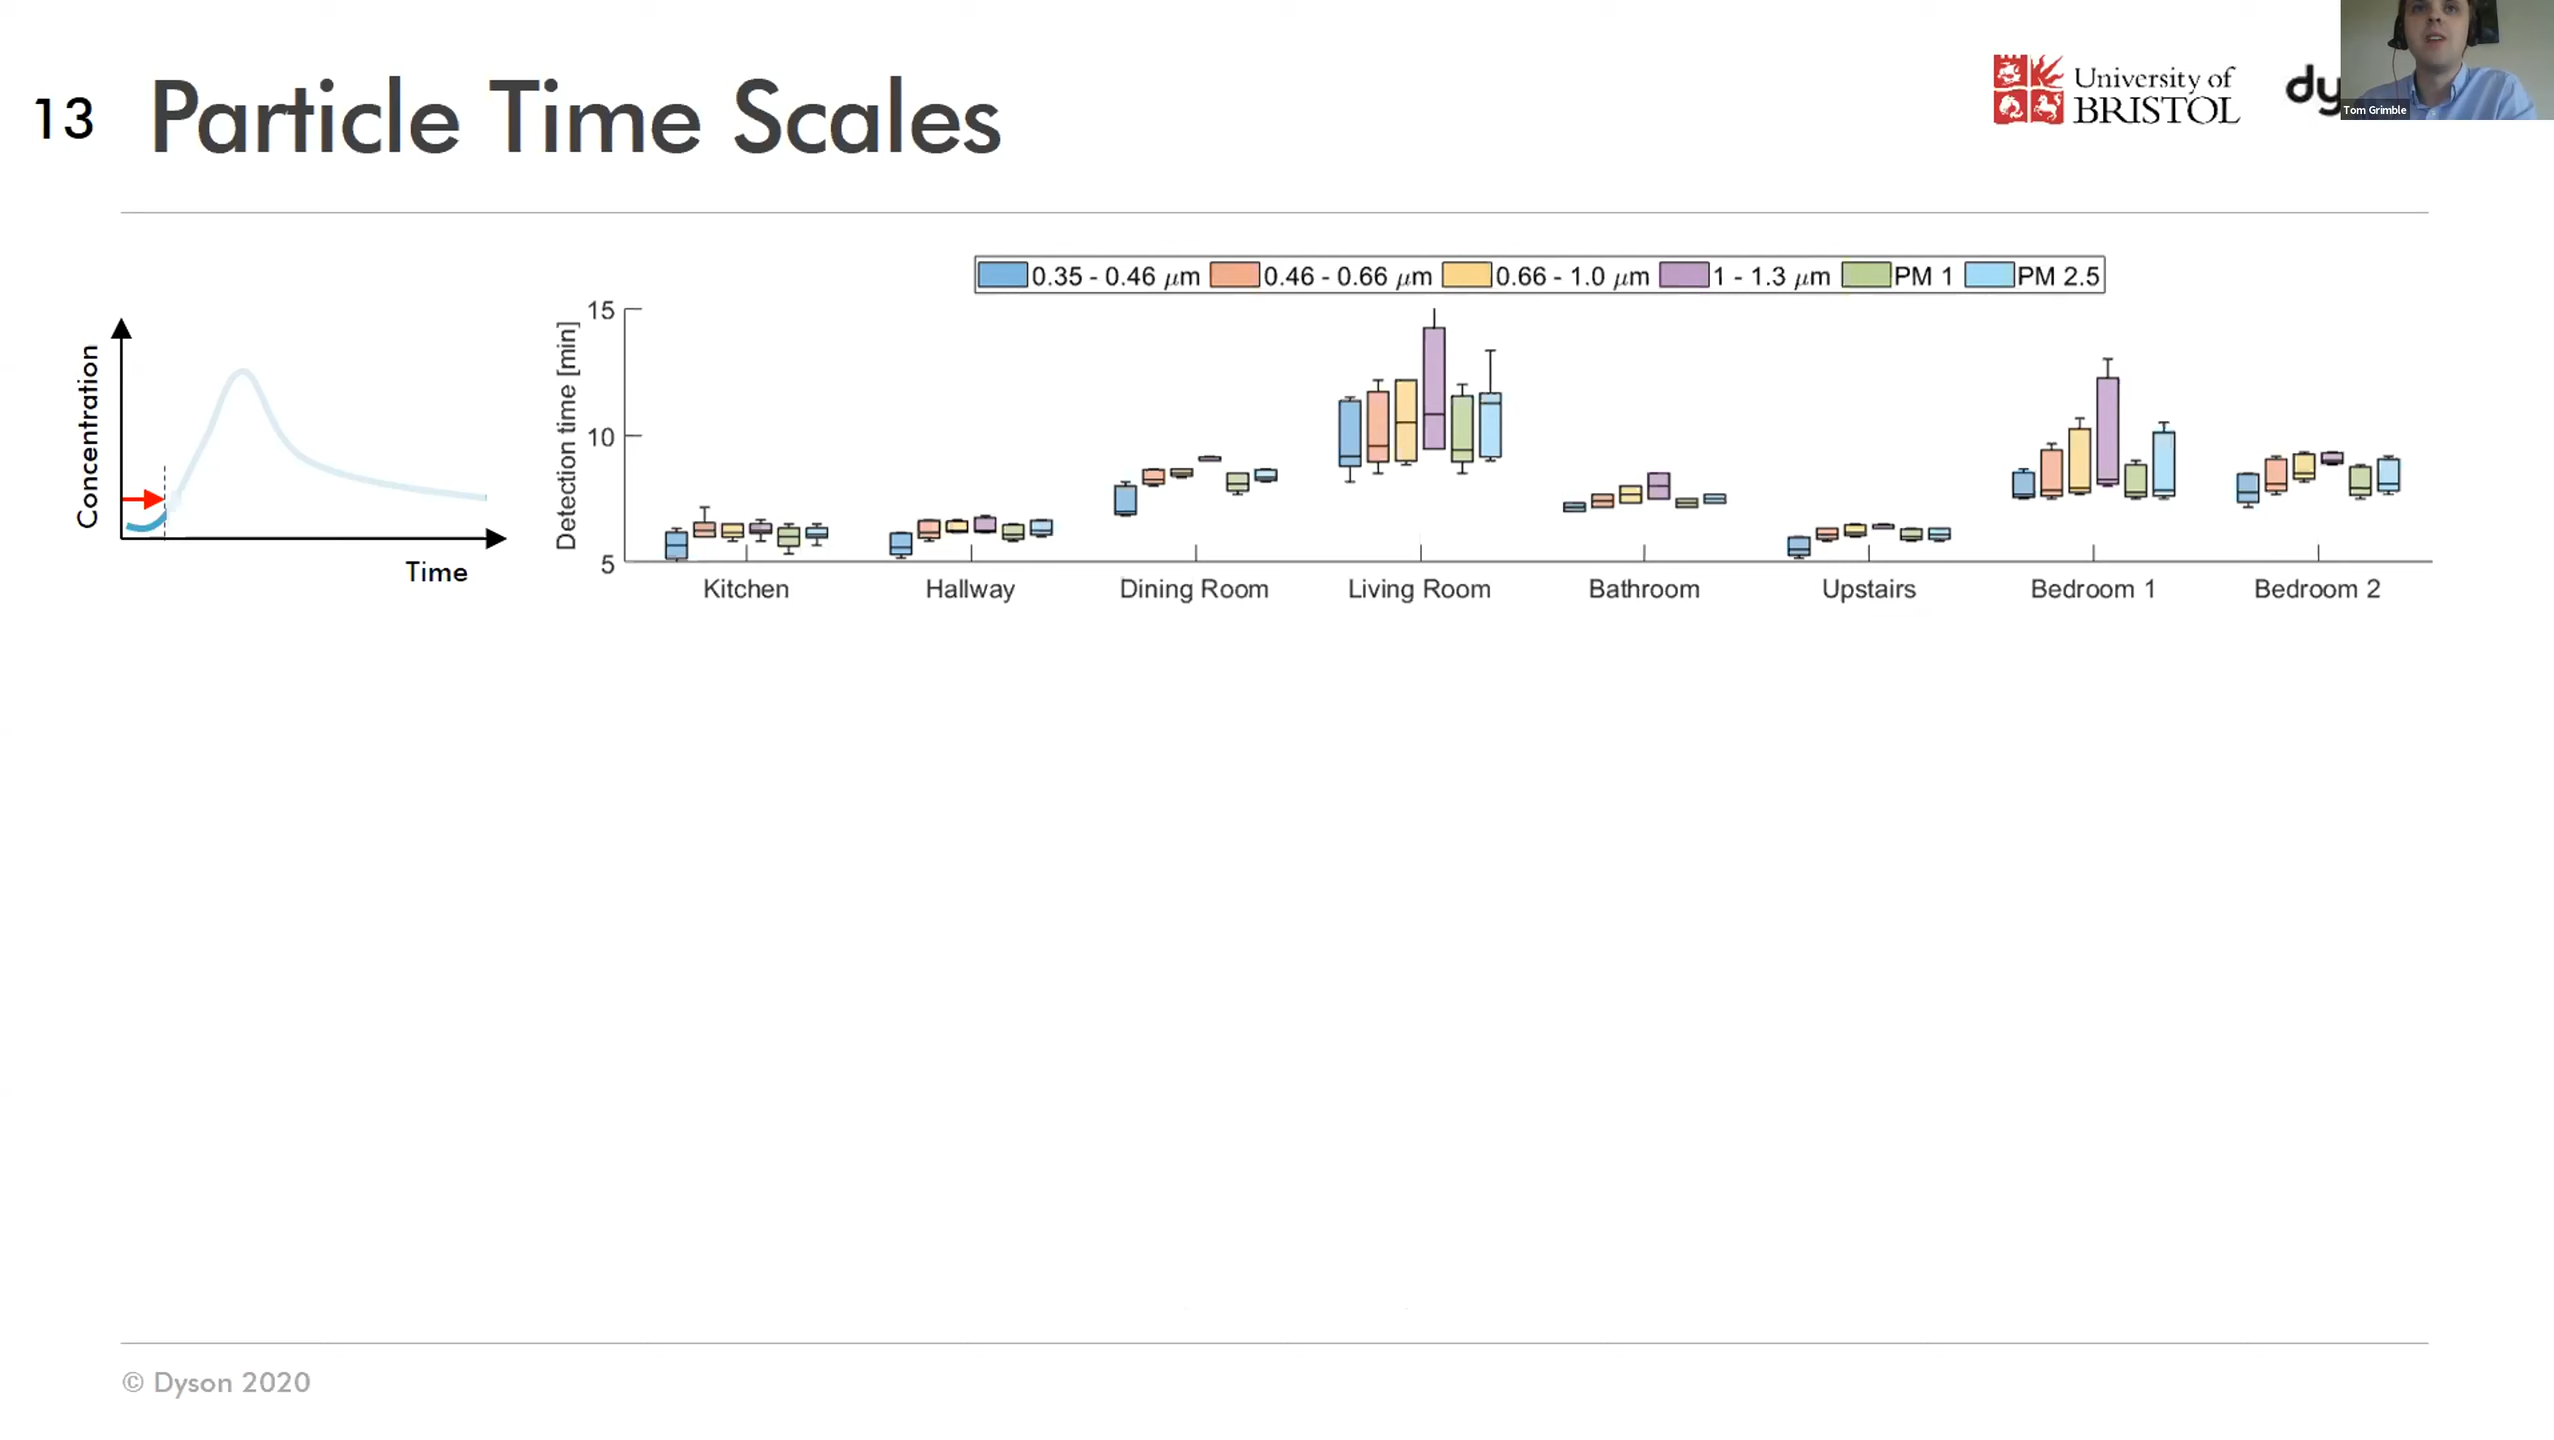 13 Particle Time Scales
University of
BRISTOL
dy
Tom Grimble
0.35 - 0.46 μm 0.46 - 0.66 μm 0.66 - 1.0 μm 1 - 1.3 μm PM 1 PM 2.5
Concentration
Time
Detection time [min]
15
10
5
Kitchen Hallway Dining Room Living Room Bathroom Upstairs Bedroom 1 Bedroom 2
© Dyson 2020